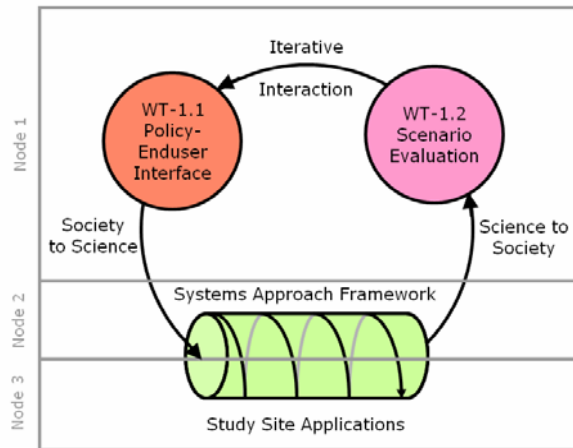 Iterative
Interaction
WT-1.1
Policy-
Enduser
Interface
WT-1.2
Scenario
Evaluation
Node 1
Society
to Science
Science to
Society
Node 2
Systems Approach Framework
Node 3
Study Site Applications